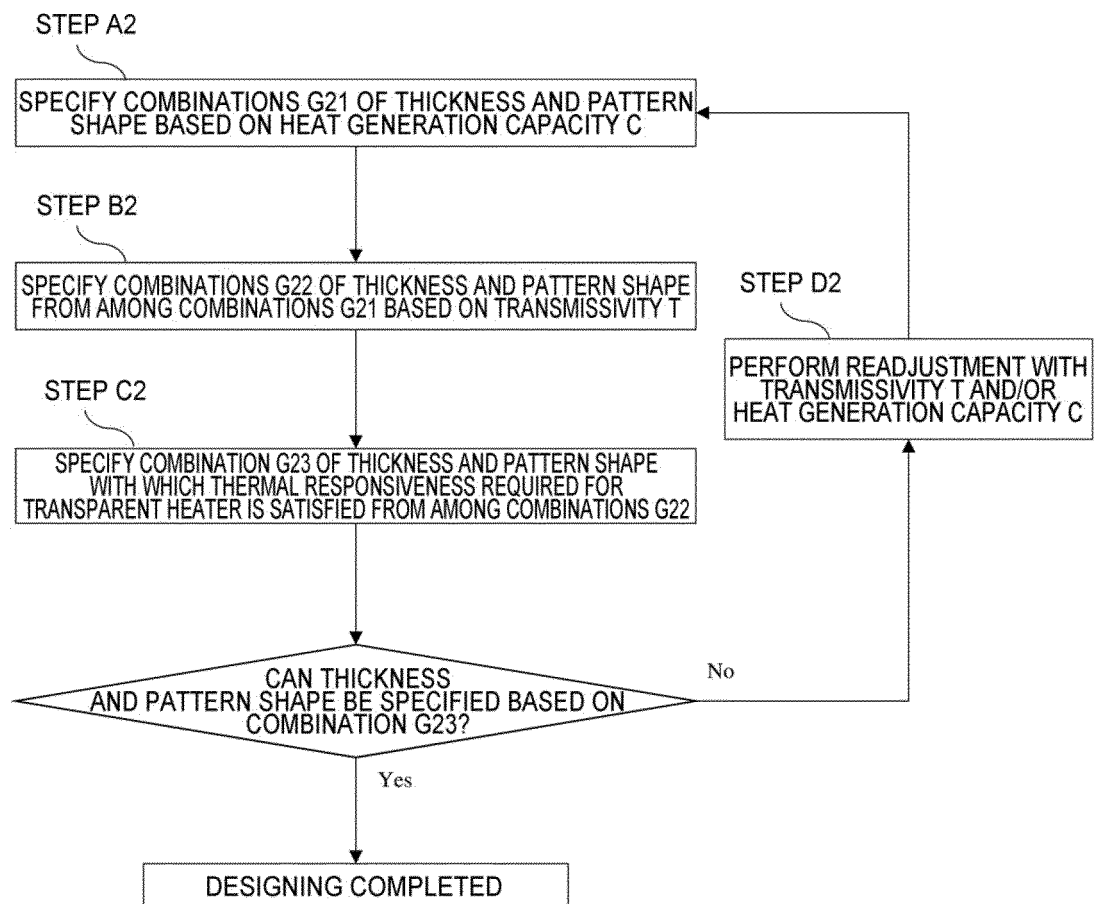 STEP A2
SPECIFY COMBINATIONS G21 OF THICKNESS AND PATTERN
SHAPE BASED ON HEAT GENERATION CAPACITY C
STEP B2
SPECIFY COMBINATIONS G22 OF THICKNESS AND PATTERN SHAPE
FROM AMONG COMBINATIONS G21 BASED ON TRANSMISSIVITY T
STEP C2
SPECIFY COMBINATION G23 OF THICKNESS AND PATTERN SHAPE
WITH WHICH THERMAL RESPONSIVENESS REQUIRED FOR
TRANSPARENT HEATER IS SATISFIED FROM AMONG COMBINATIONS G22
STEP D2
PERFORM READJUSTMENT WITH
TRANSMISSIVITY T AND/OR
HEAT GENERATION CAPACITY C
CAN THICKNESS
AND PATTERN SHAPE BE SPECIFIED BASED ON
COMBINATION G23?
No
Yes
DESIGNING COMPLETED